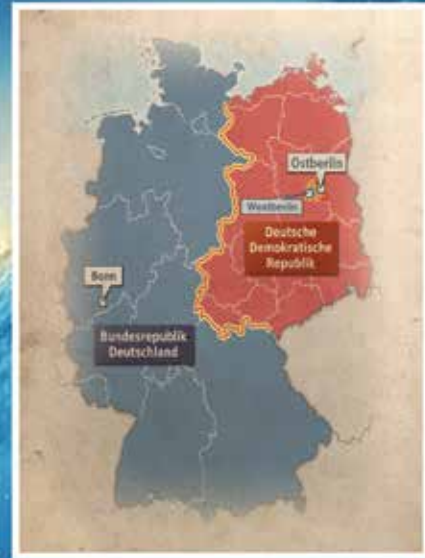 Ostberlin
Westberlin
Deutsche
Demokratische
Republik
Bonn
Bundesrepublik
Deutschland